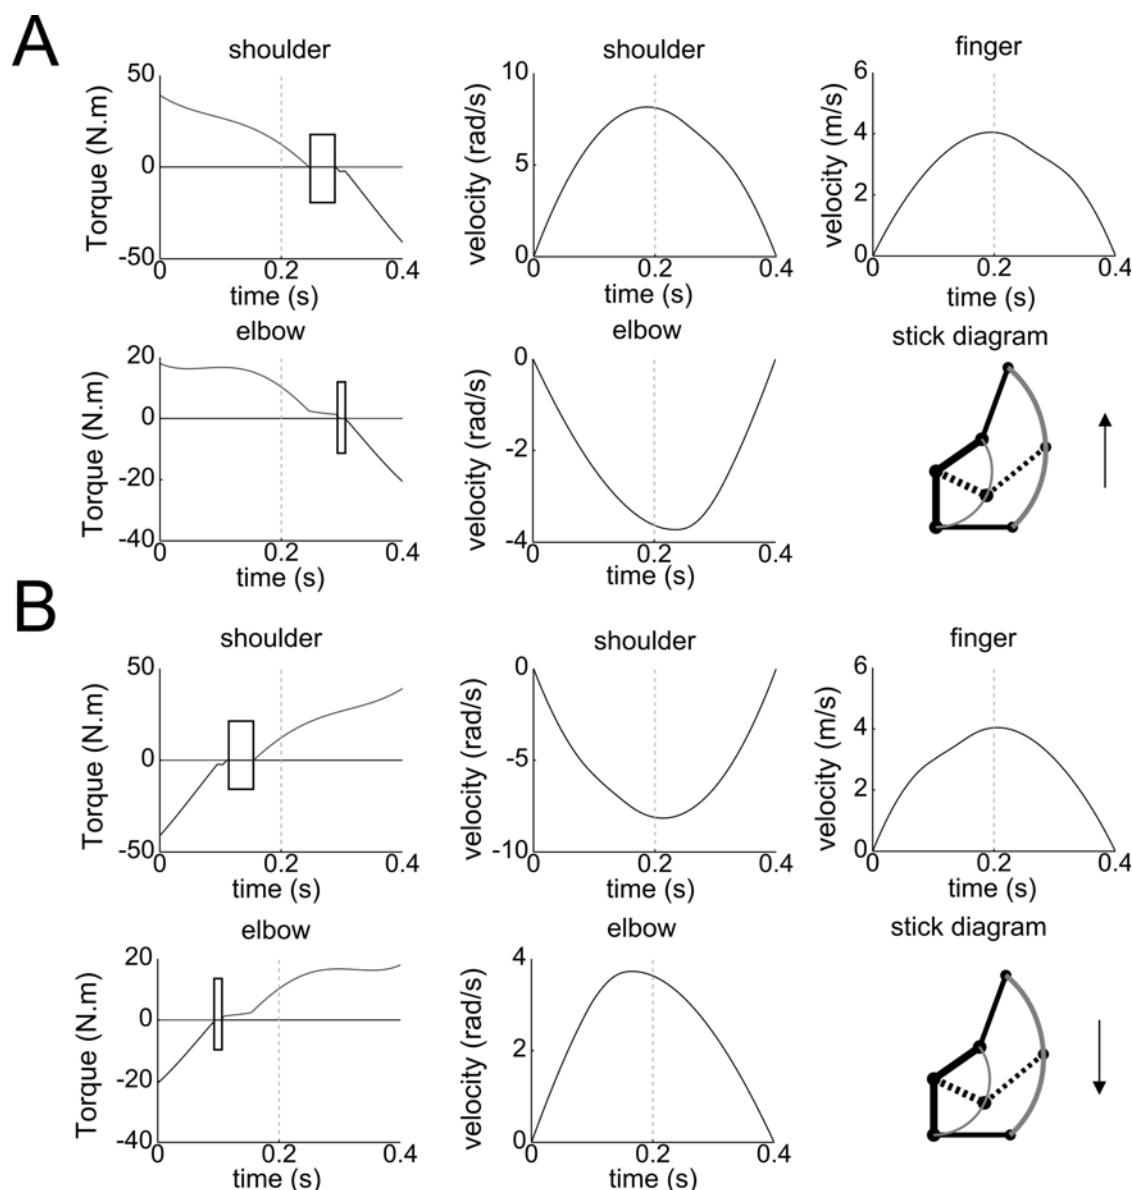 A
shoulder
Torque (N.m)
50
0
-50
0
0.2
0.4
time (s)
shoulder
velocity (rad/s)
10
5
0
0
0.2
0.4
time (s)
finger
velocity (m/s)
6
4
2
0
0
0.2
0.4
time (s)
elbow
Torque (N.m)
20
0
-20
-40
0
0.2
0.4
time (s)
elbow
velocity (rad/s)
0
-2
-4
0
0.2
0.4
time (s)
stick diagram
B
shoulder
Torque (N.m)
50
0
-50
0
0.2
0.4
time (s)
shoulder
velocity (rad/s)
0
-5
-10
0
0.2
0.4
time (s)
finger
velocity (m/s)
6
4
2
0
0
0.2
0.4
time (s)
elbow
Torque (N.m)
20
0
-20
-40
0
0.2
0.4
time (s)
elbow
velocity (rad/s)
4
2
0
0
0.2
0.4
time (s)
stick diagram